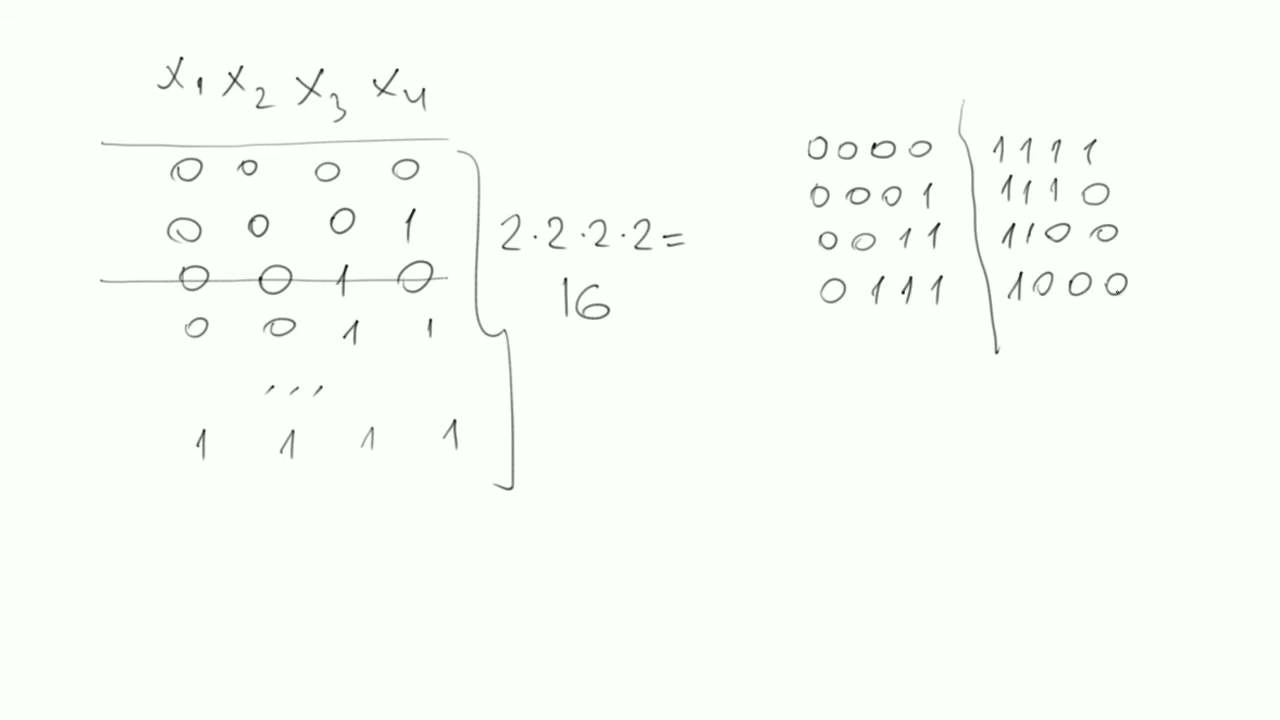 x₁ x₂ x₃ x₄
0 0 0 0
0 0 0 1
0 0 1 0
0 0 1 1
...
1 1 1 1
2·2·2·2=
16
0000 1111
0001 1110
0011 1100
0111 1000